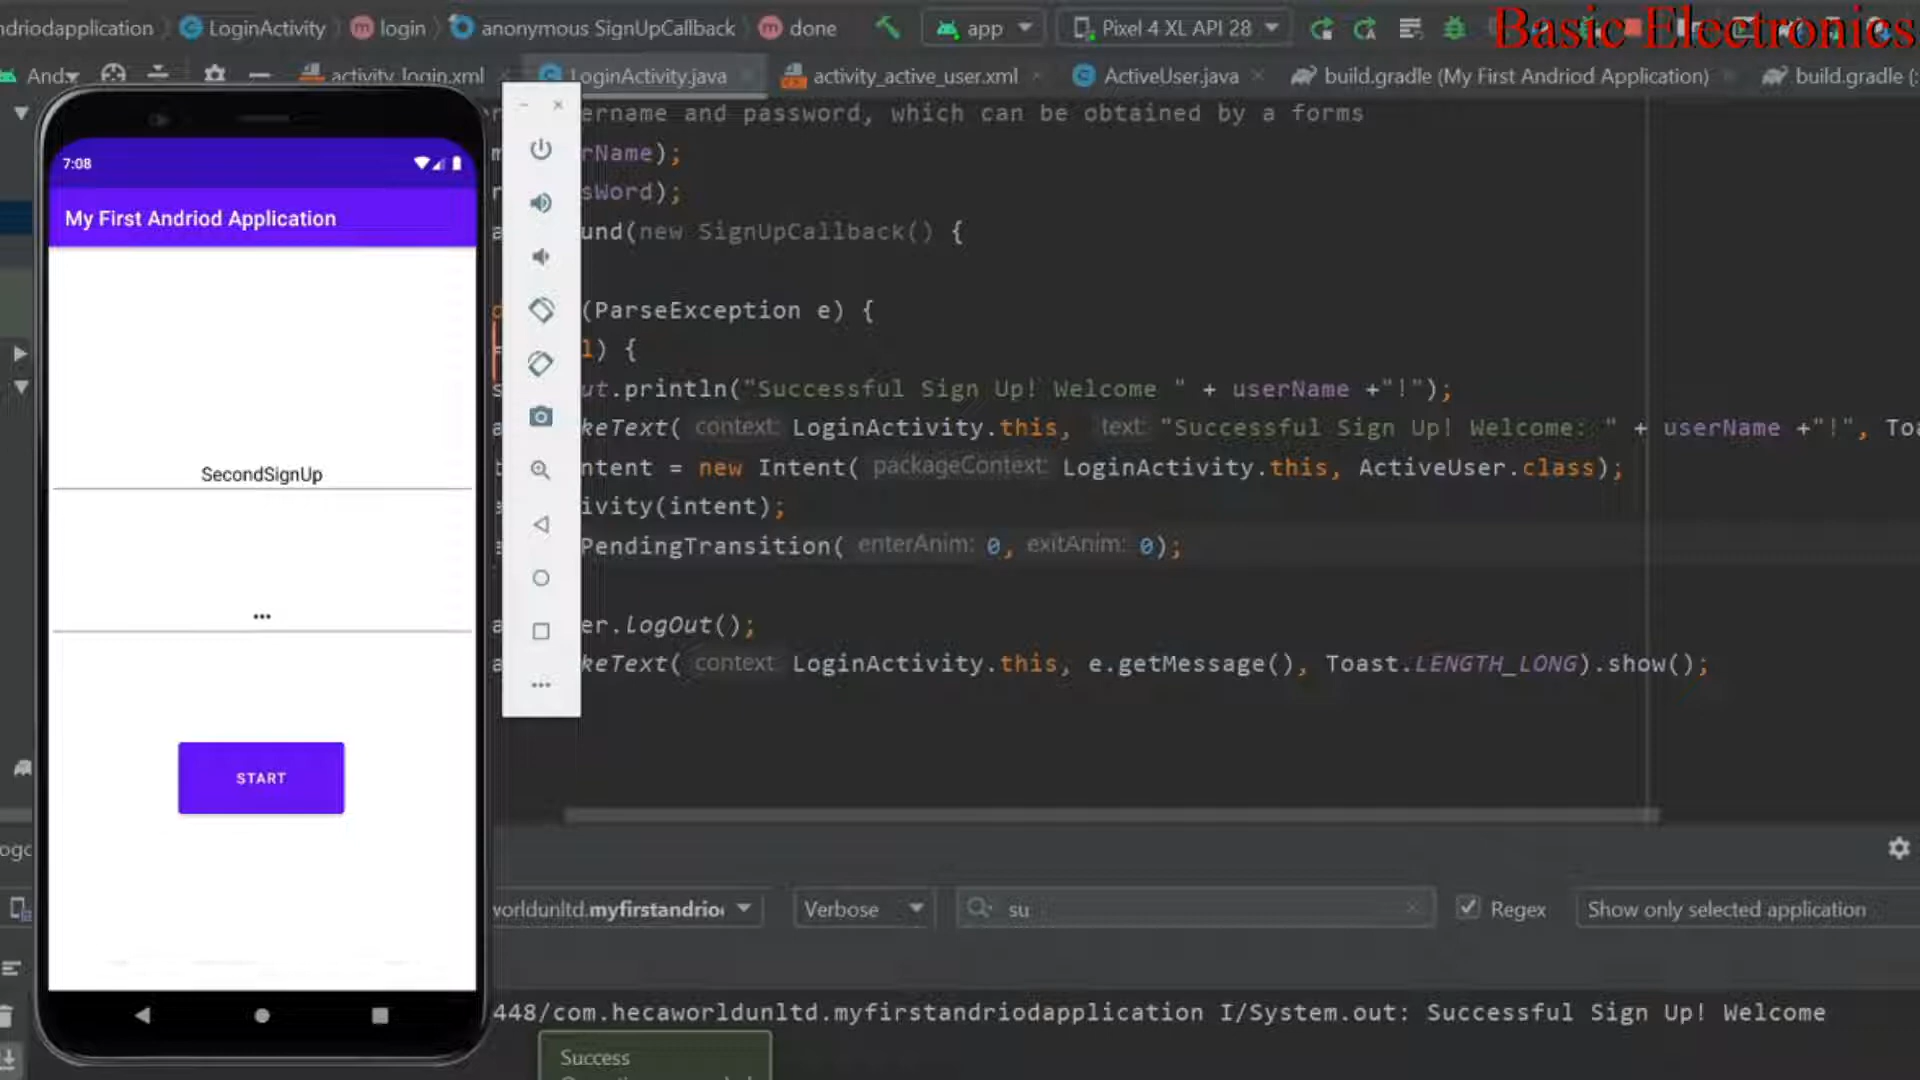 ndriodapplication LoginActivity login anonymous SignUpCallback done app Pixel 4 XL API 28
Basic Electronics
activity_login.xml LoginActivity.java activity_active_user.xml ActiveUser.java build.gradle (My First Andriod Application) build.gradle (:
ername and password, which can be obtained by a forms
rName);
sWord);
und(new SignUpCallback() {
(ParseException e) {
l) {
ut.println("Successful Sign Up! Welcome " + userName +"!");
keText( context: LoginActivity.this, text: "Successful Sign Up! Welcome: " + userName +"!", Toa
ntent = new Intent( packageContext: LoginActivity.this, ActiveUser.class);
ivity(intent);
PendingTransition( enterAnim: 0, exitAnim: 0);
er.logOut();
keText( context: LoginActivity.this, e.getMessage(), Toast.LENGTH_LONG).show();
7:08
My First Andriod Application
SecondSignUp
•••
START
worldunltd.myfirstandrio Verbose su Regex Show only selected application
448/com.hecaworldunltd.myfirstandriodapplication I/System.out: Successful Sign Up! Welcome
Success